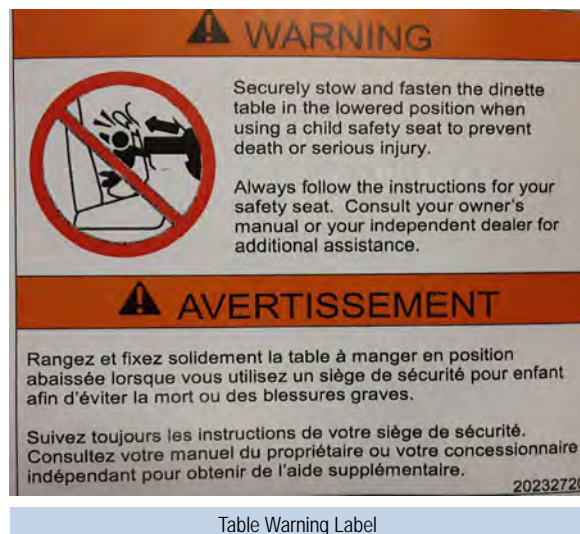 WARNING
Securely stow and fasten the dinette
table in the lowered position when
using a child safety seat to prevent
death or serious injury.
Always follow the instructions for your
safety seat. Consult your owner's
manual or your independent dealer for
additional assistance.
AVERTISSEMENT
Rangez et fixez solidement la table à manger en position
abaissée lorsque vous utilisez un siège de sécurité pour enfant
afin d'éviter la mort ou des blessures graves.
Suivez toujours les instructions de votre siège de sécurité.
Consultez votre manuel du propriétaire ou votre concessionnaire
indépendant pour obtenir de l'aide supplémentaire.
Table Warning Label